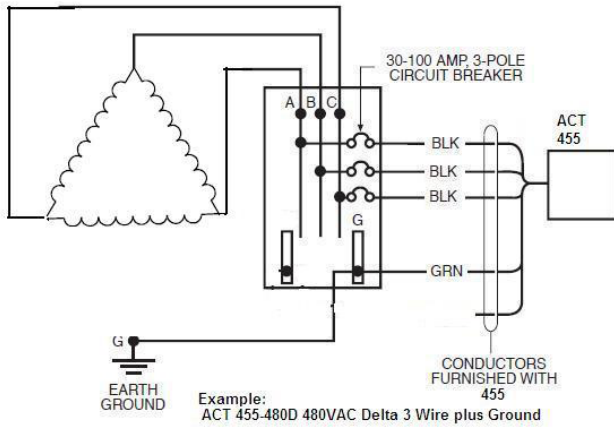 30-100 AMP, 3-POLE
CIRCUIT BREAKER
A B C
ACT
455
BLK
BLK
BLK
G
GRN
G
EARTH
GROUND
CONDUCTORS
FURNISHED WITH
455
Example:
ACT 455-480D 480VAC Delta 3 Wire plus Ground